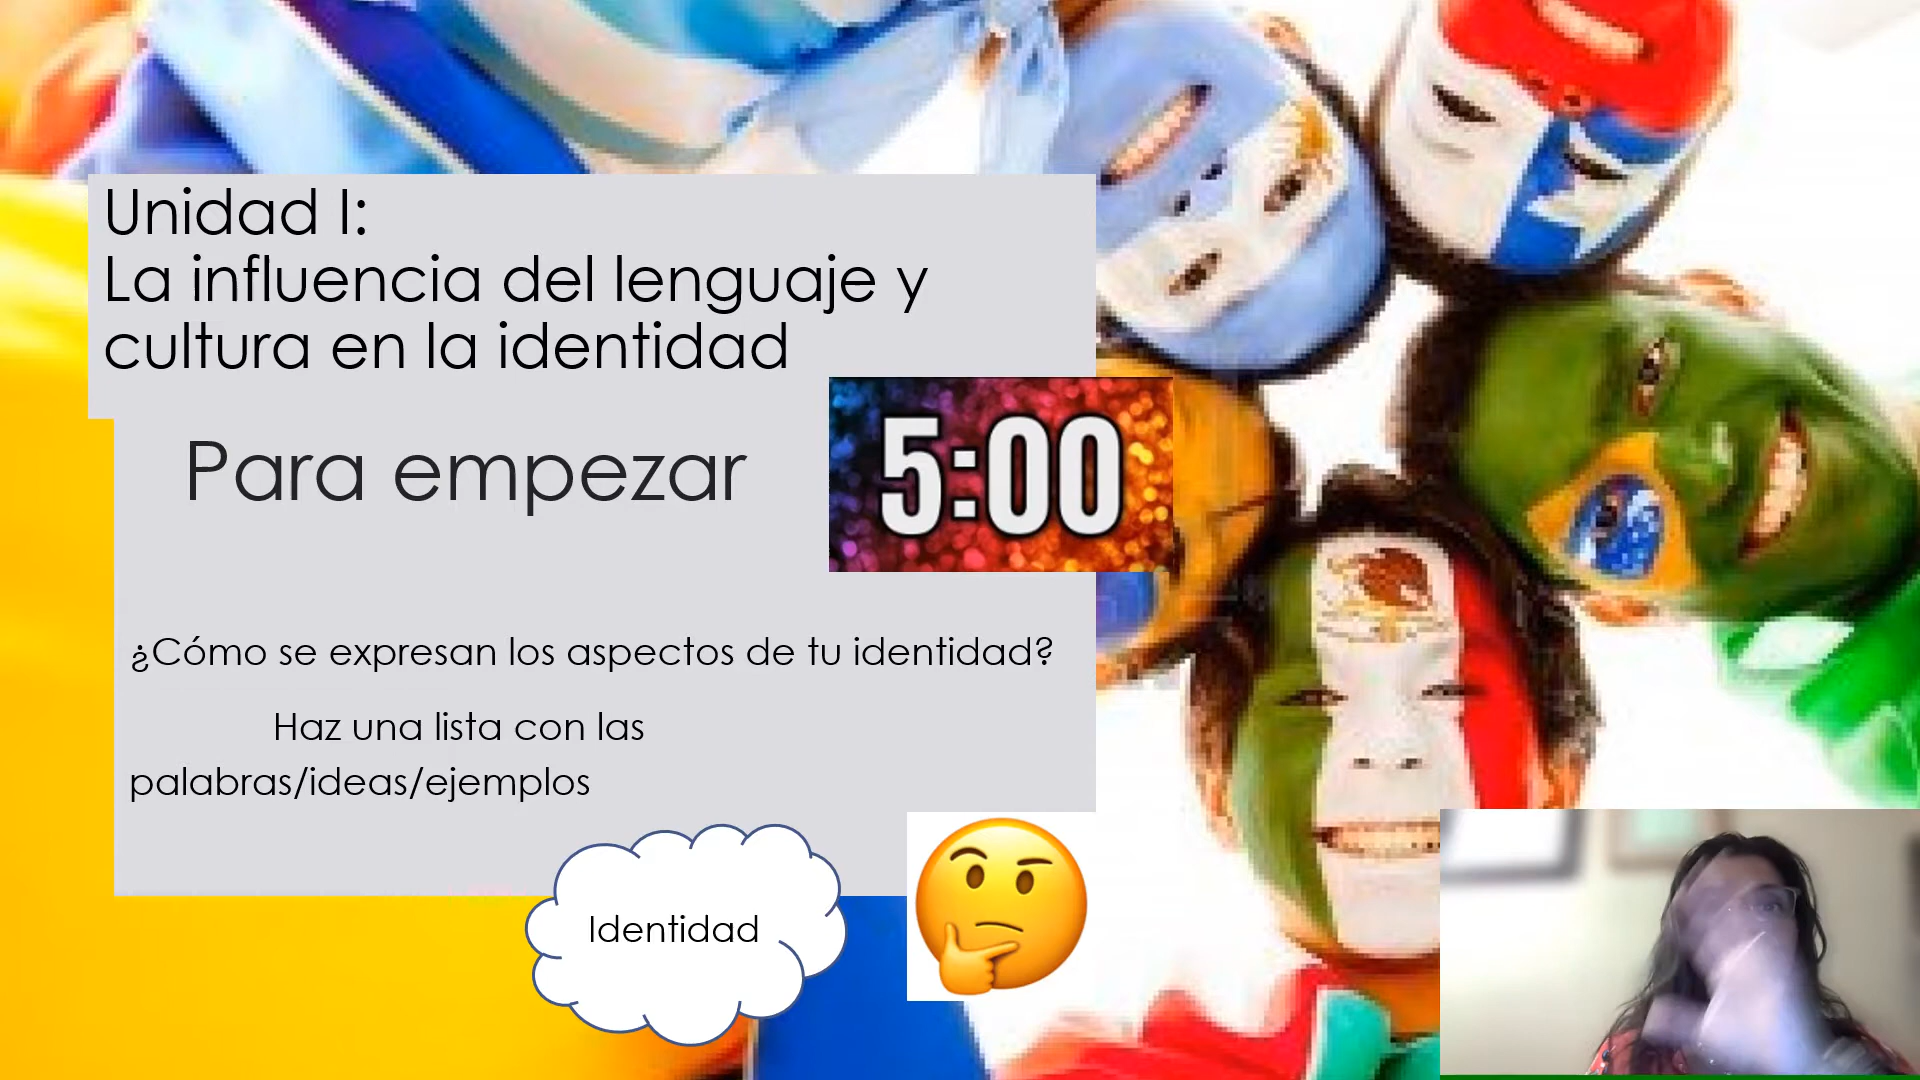 Unidad I:
La influencia del lenguaje y
cultura en la identidad
Para empezar
5:00
¿Cómo se expresan los aspectos de tu identidad?
Haz una lista con las
palabras/ideas/ejemplos
Identidad